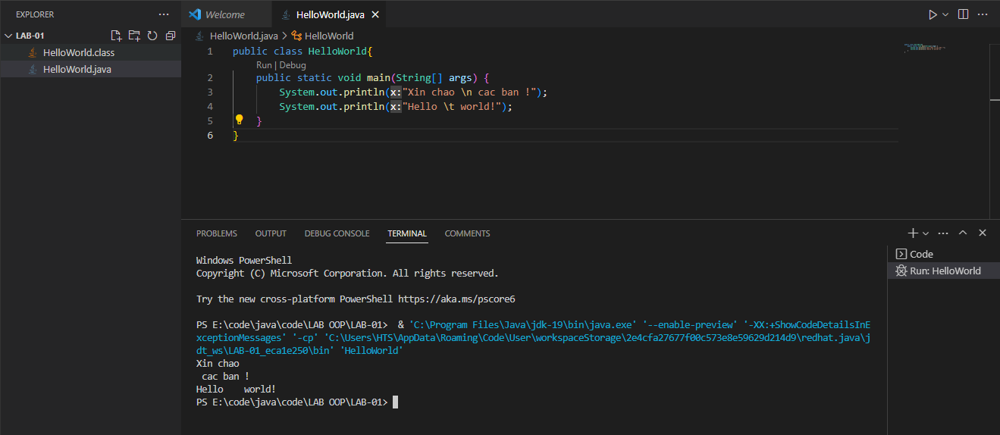 EXPLORER
LAB-01
HelloWorld.class
HelloWorld.java
Welcome
HelloWorld.java
HelloWorld.java > HelloWorld
1 public class HelloWorld{
Run | Debug
2 public static void main(String[] args) {
3 System.out.println(x:"Xin chao \n cac ban !");
4 System.out.println(x:"Hello \t world!");
5 }
6 }
PROBLEMS OUTPUT DEBUG CONSOLE TERMINAL COMMENTS
Windows PowerShell
Copyright (C) Microsoft Corporation. All rights reserved.
Try the new cross-platform PowerShell https://aka.ms/pscore6
PS E:\code\java\code\LAB OOP\LAB-01>  & 'C:\Program Files\Java\jdk-19\bin\java.exe' '--enable-preview' '-XX:+ShowCodeDetailsInE
xceptionMessages' '-cp' 'C:\Users\HTS\AppData\Roaming\Code\User\workspaceStorage\2e4cfa27677f00c573e8e59629d214d9\redhat.java\j
dt_ws\LAB-01_eca1e250\bin' 'HelloWorld'
Xin chao
 cac ban !
Hello    world!
PS E:\code\java\code\LAB OOP\LAB-01>
Code
Run: HelloWorld